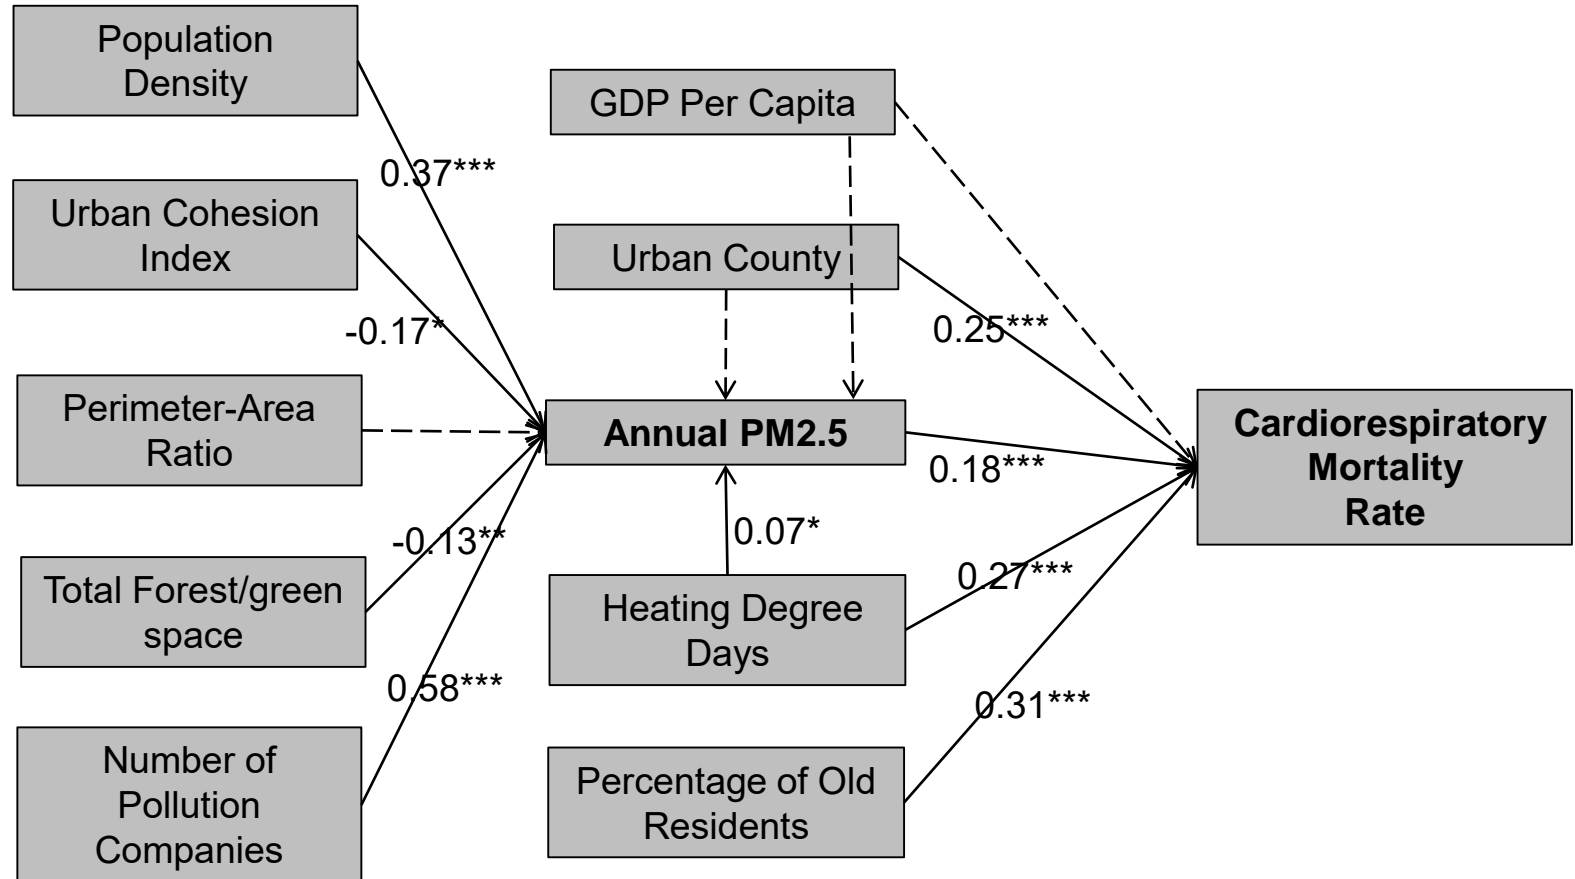 Population
Density
0.37***
Urban Cohesion
Index
-0.17*
Perimeter-Area
Ratio
-0.13**
Total Forest/green
space
0.58***
Number of
Pollution
Companies
GDP Per Capita
Urban County
0.25***
Annual PM2.5
0.18***
0.07*
Heating Degree
Days
0.27***
0.31***
Percentage of Old
Residents
Cardiorespiratory
Mortality
Rate